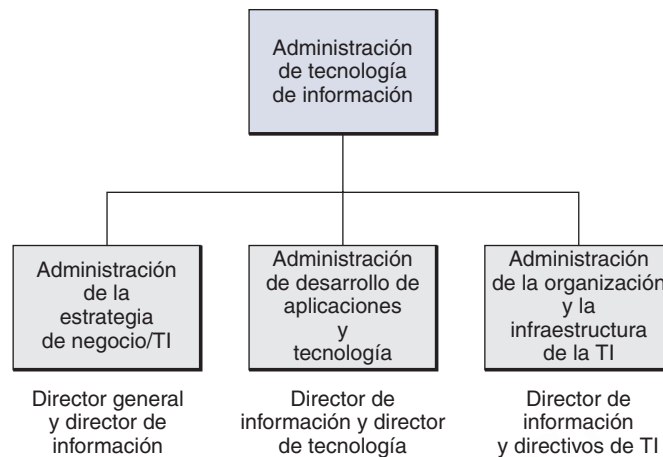 Administración
de tecnología
de información
Administración
de la
estrategia
de negocio/TI
Administración
de desarrollo de
aplicaciones
y
tecnología
Administración
de la organización
y la
infraestructura
de la TI
Director general
y director de
información
Director de
información y director
de tecnología
Director de
información
y directivos de TI